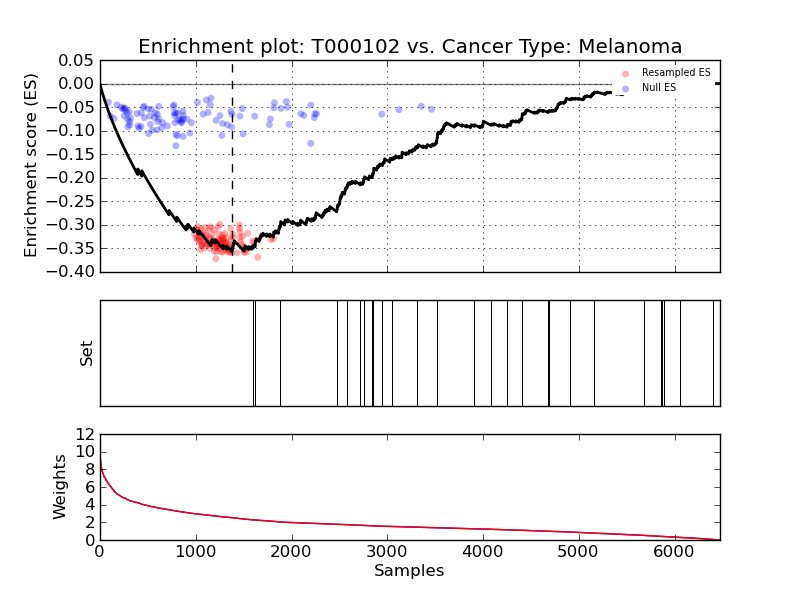 Enrichment plot: T000102 vs. Cancer Type: Melanoma
Enrichment score (ES)
0.05
0.00
−0.05
−0.10
−0.15
−0.20
−0.25
−0.30
−0.35
−0.40
Resampled ES
Null ES
Set
Weights
12
10
8
6
4
2
0
0 1000 2000 3000 4000 5000 6000
Samples